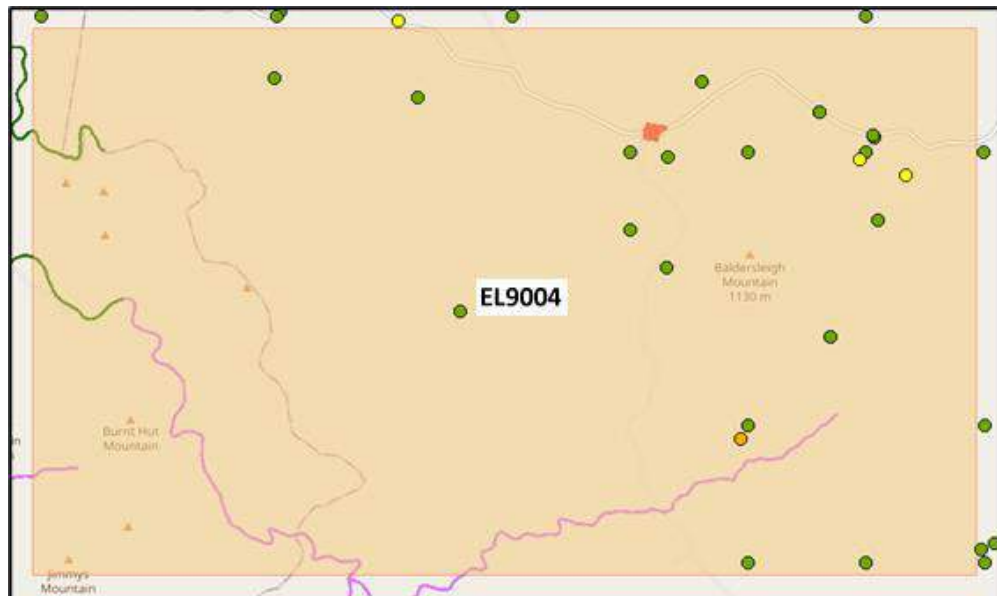 Baldersleigh
Mountain
1130 m
EL9004
Burnt Hut
Mountain
Jimmys
Mountain